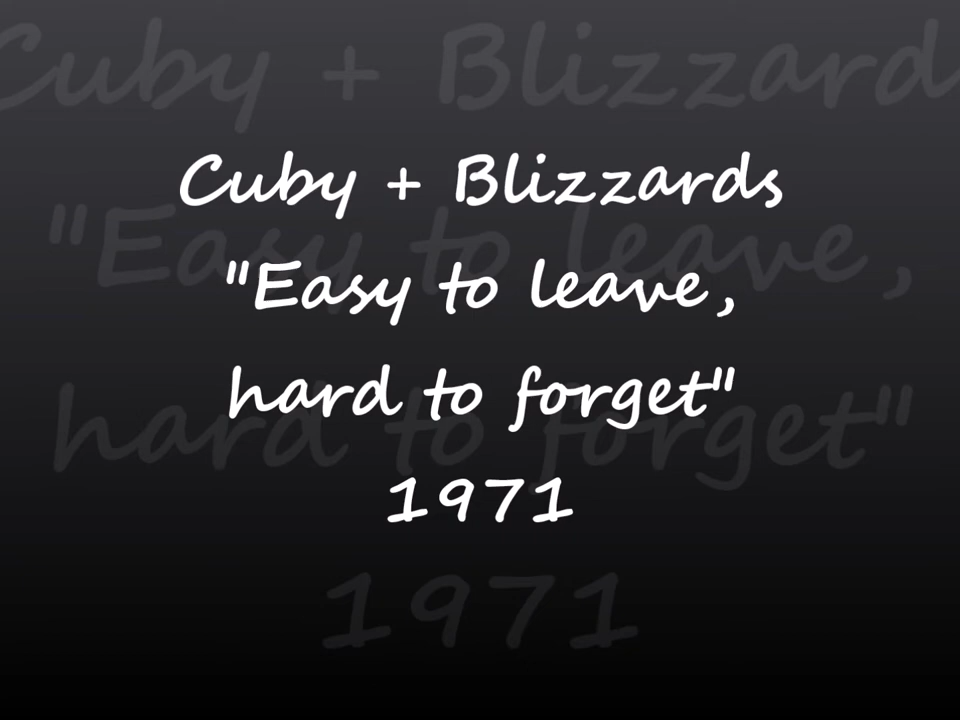 Cuby + Blizzards
"Easy to leave,
hard to forget"
1971